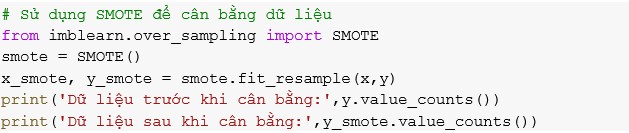 # Sử dụng SMOTE để cân bằng dữ liệu
from imblearn.over_sampling import SMOTE
smote = SMOTE()
x_smote, y_smote = smote.fit_resample(x,y)
print('Dữ liệu trước khi cân bằng:',y.value_counts())
print('Dữ liệu sau khi cân bằng:',y_smote.value_counts())